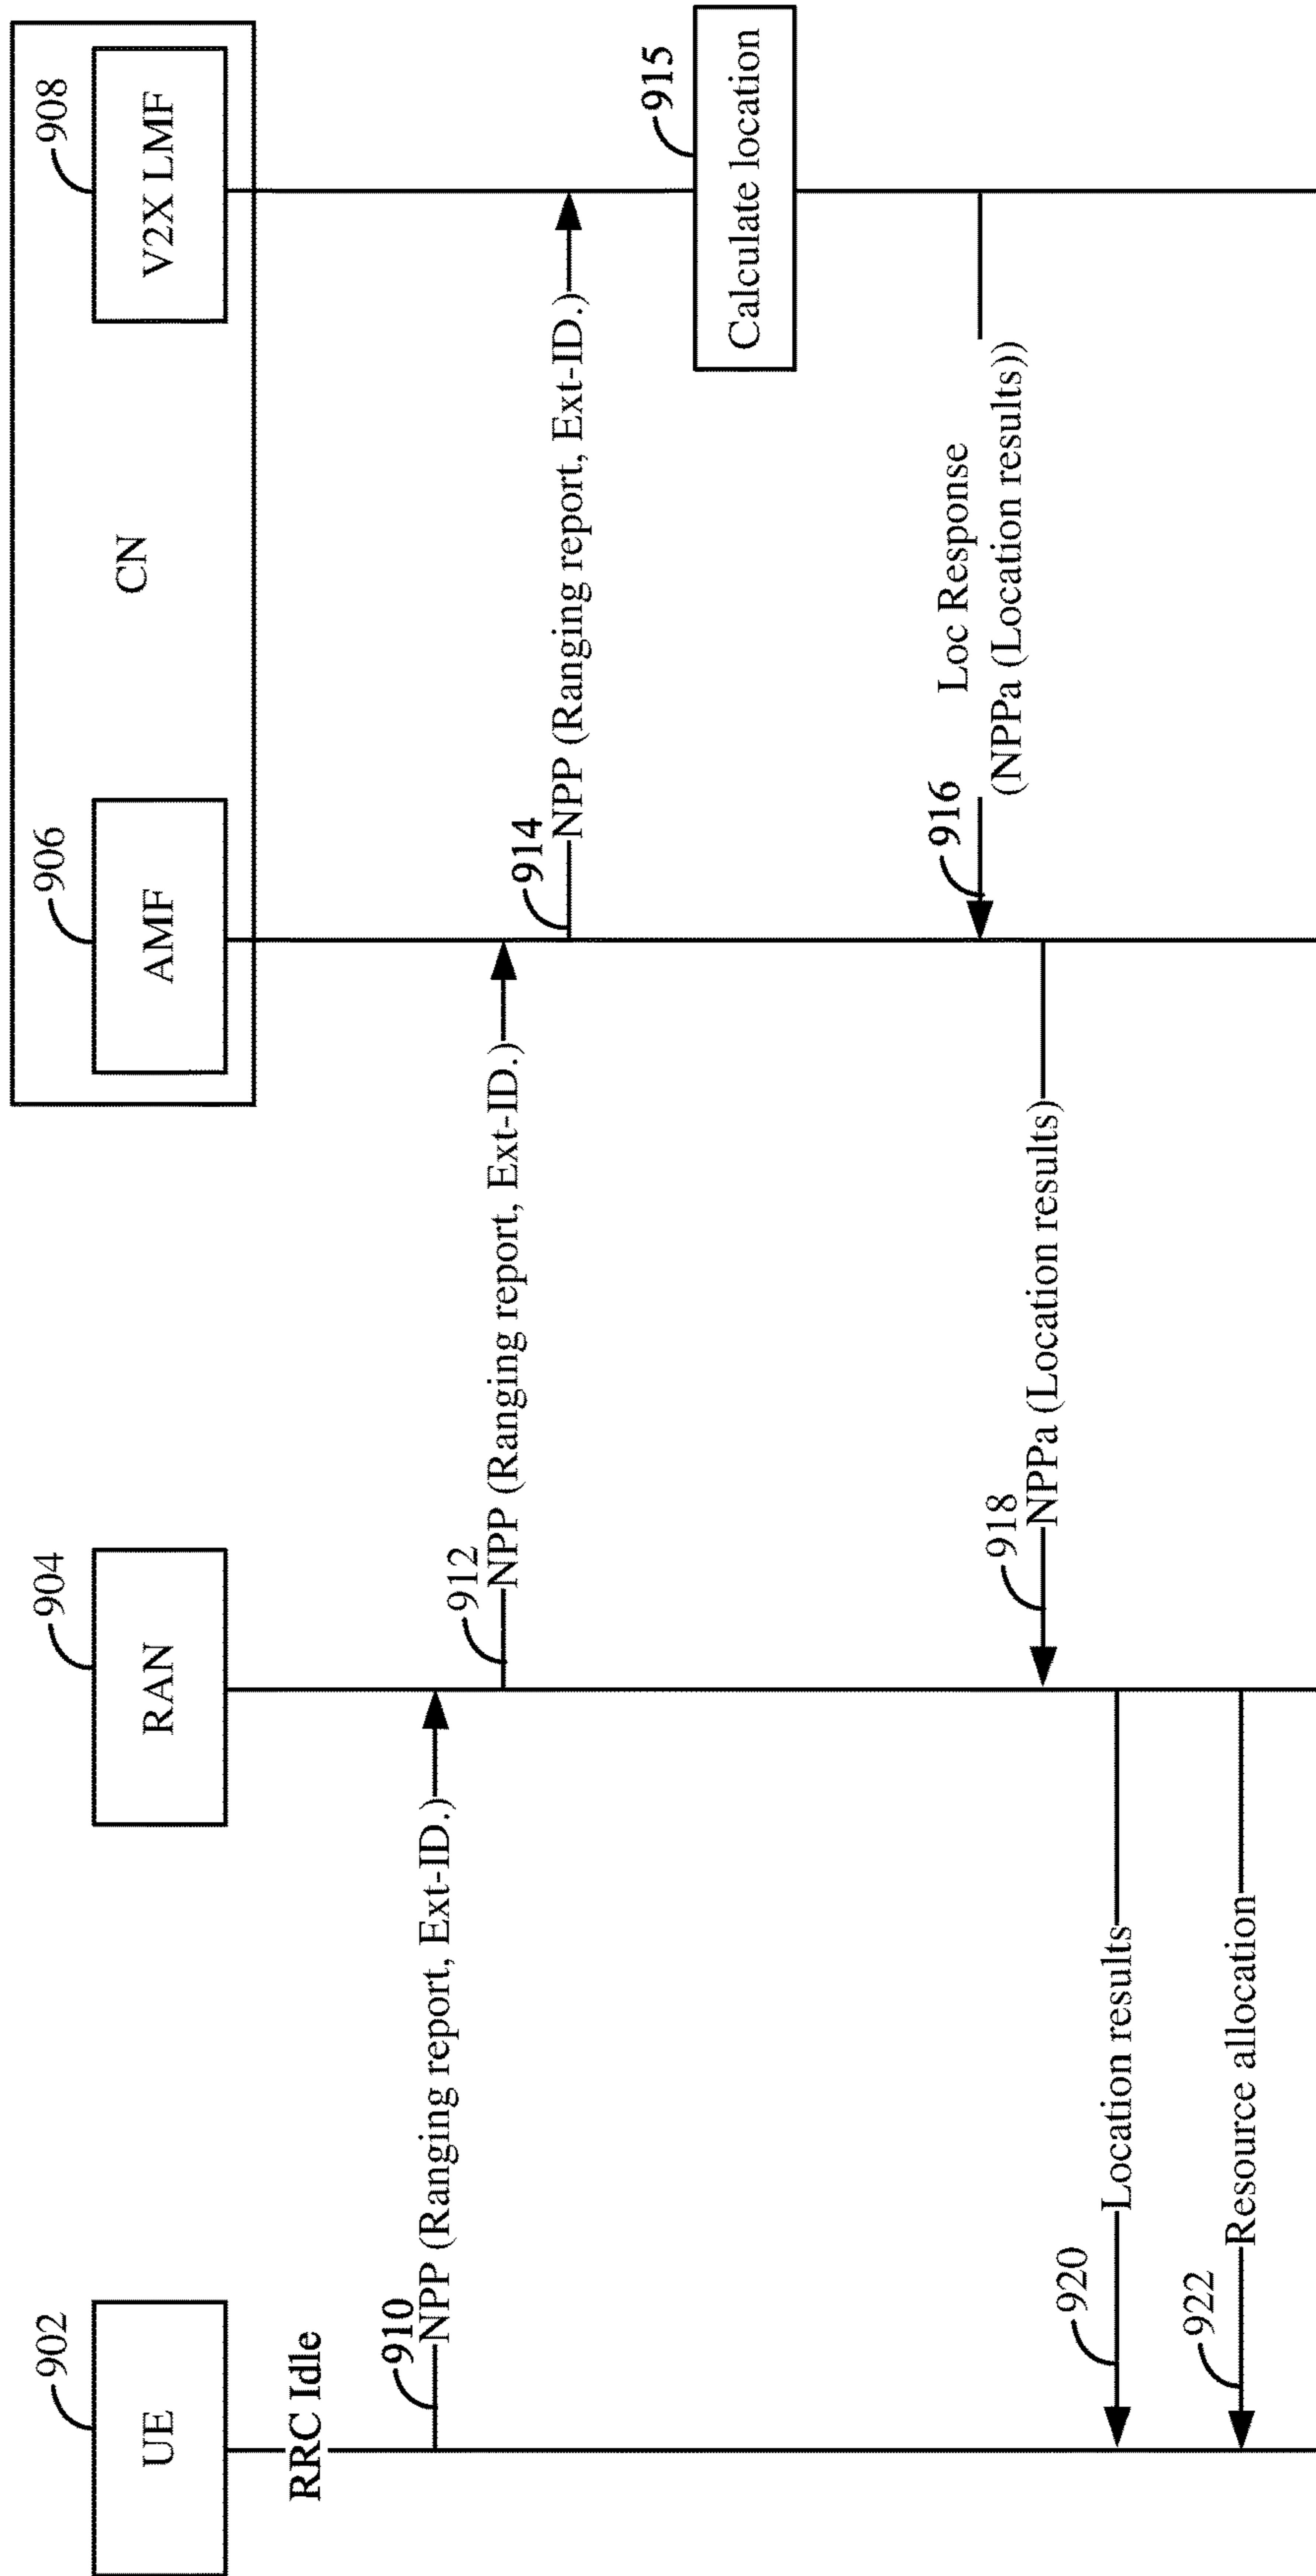 CN
902
UE
904
RAN
906
AMF
908
V2X LMF
RRC Idle
910
NPP (Ranging report, Ext-ID.)
912
NPP (Ranging report, Ext-ID.)
914
NPP (Ranging report, Ext-ID.)
915
Calculate location
916
Loc Response
(NPPa (Location results))
918
NPPa (Location results)
920
Location results
922
Resource allocation